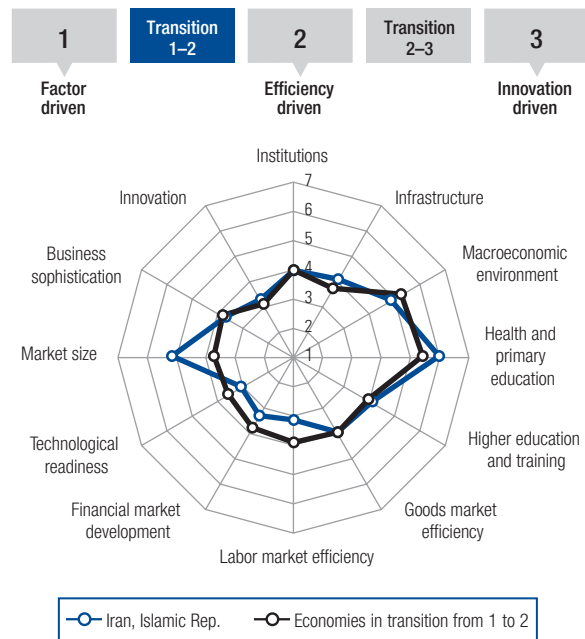 1
Transition
1–2
2
Transition
2–3
3
Factor
driven
Efficiency
driven
Innovation
driven
Institutions
7
6
5
4
3
2
1
Infrastructure
Macroeconomic
environment
Health and
primary
education
Higher education
and training
Goods market
efficiency
Labor market efficiency
Financial market
development
Technological
readiness
Market size
Business
sophistication
Innovation
Iran, Islamic Rep.
Economies in transition from 1 to 2